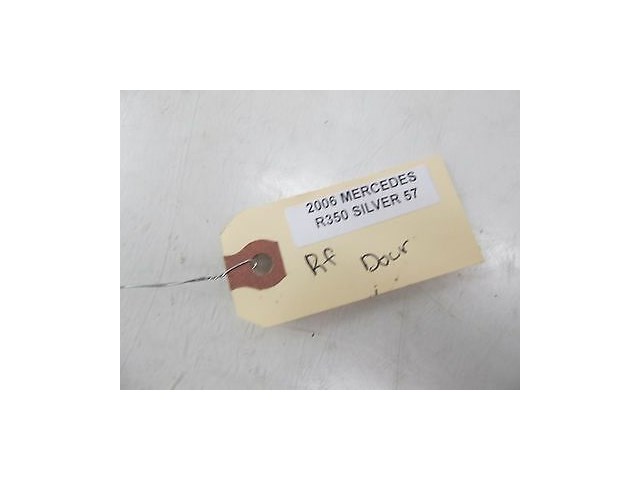 2006 MERCEDES
R350 SILVER 57
Rf Door